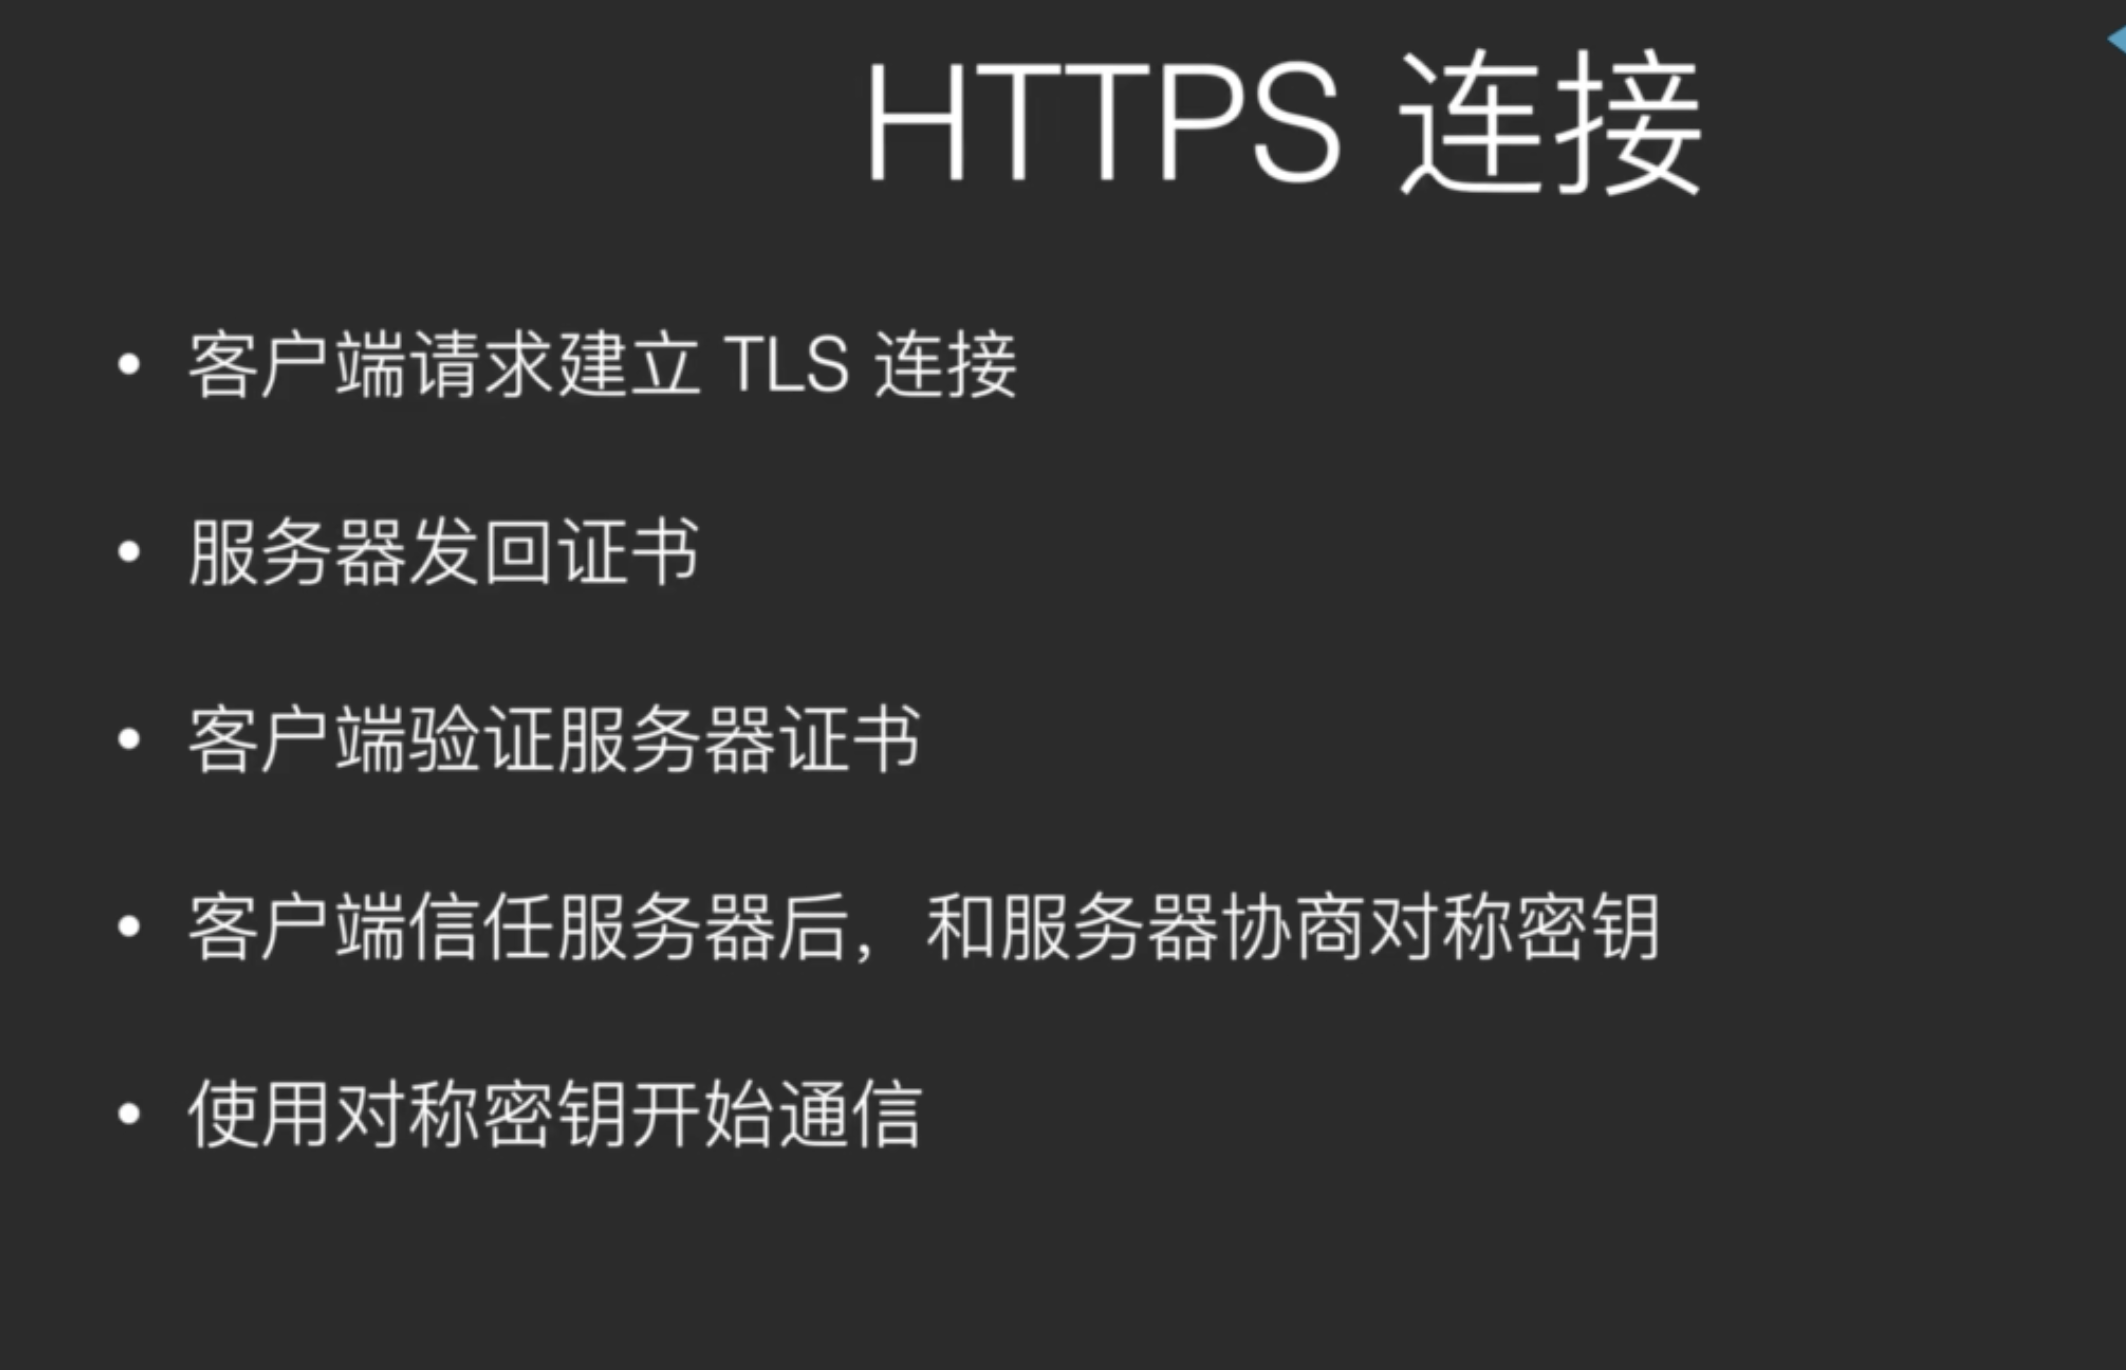 HTTPS 连接
• 客户端请求建立 TLS 连接
• 服务器发回证书
• 客户端验证服务器证书
• 客户端信任服务器后，和服务器协商对称密钥
• 使用对称密钥开始通信